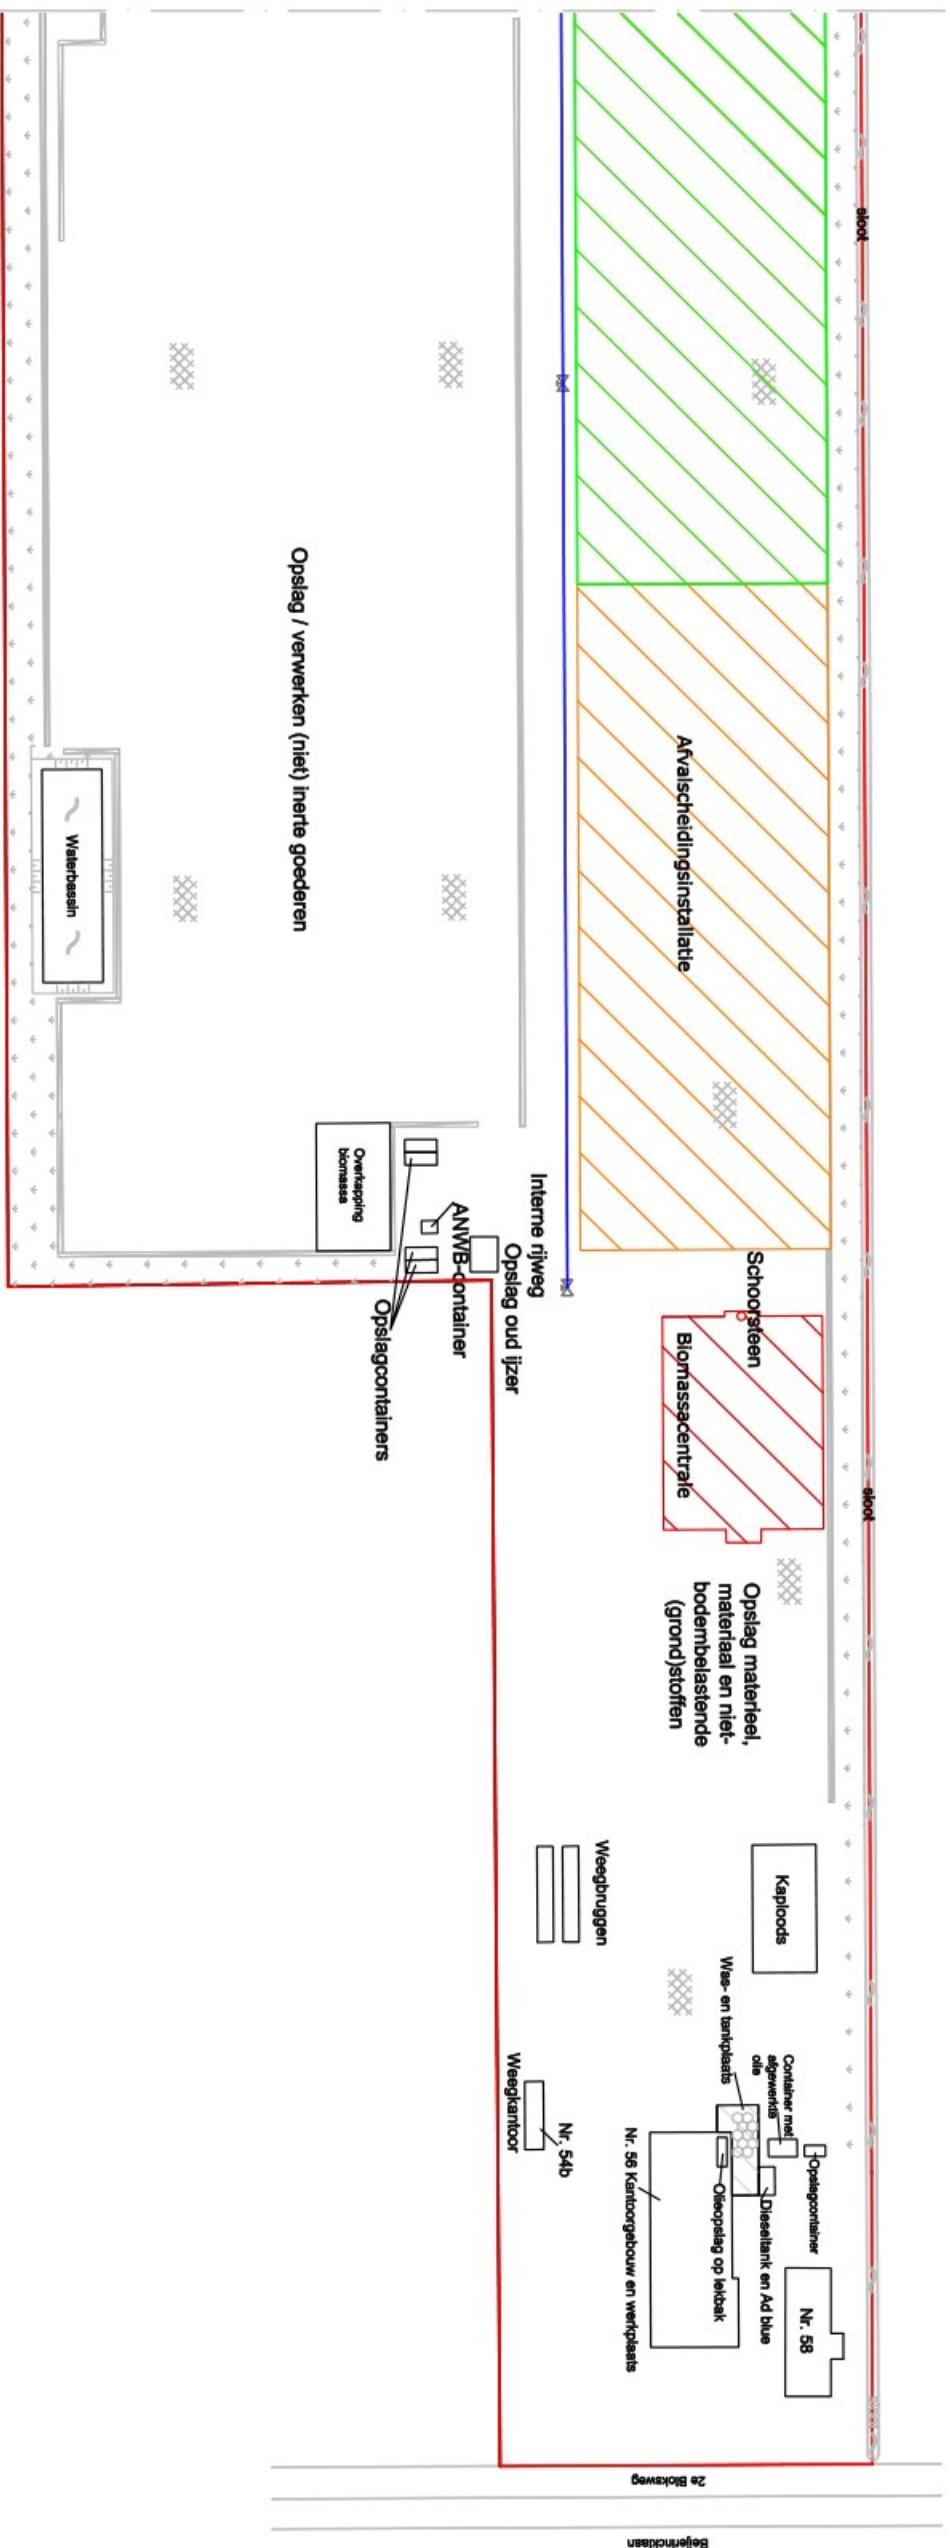 sloot
Afvalscheidingsinstallatie
Opslag / verwerken (niet) inerte goederen
Waterbassin
Overkapping
biomassa
Interne rijweg
Opslag oud ijzer
ANWB-container
Opslagcontainers
Schoorsteen
Biomassacentrale
sloot
Opslag materieel,
materiaal en niet-
bodembelastende
(grond)stoffen
Weegbruggen
Kaploods
Was- en tankplaats
Container met
afgewerkte
olie
Opslagcontainer
Dieseltank en Ad blue
Olieopslag op lekbak
Nr. 56 Kantoorgebouw en werkplaats
Nr. 54b
Weegkantoor
Nr. 58
2e Bloksweg
Beijerincklaan